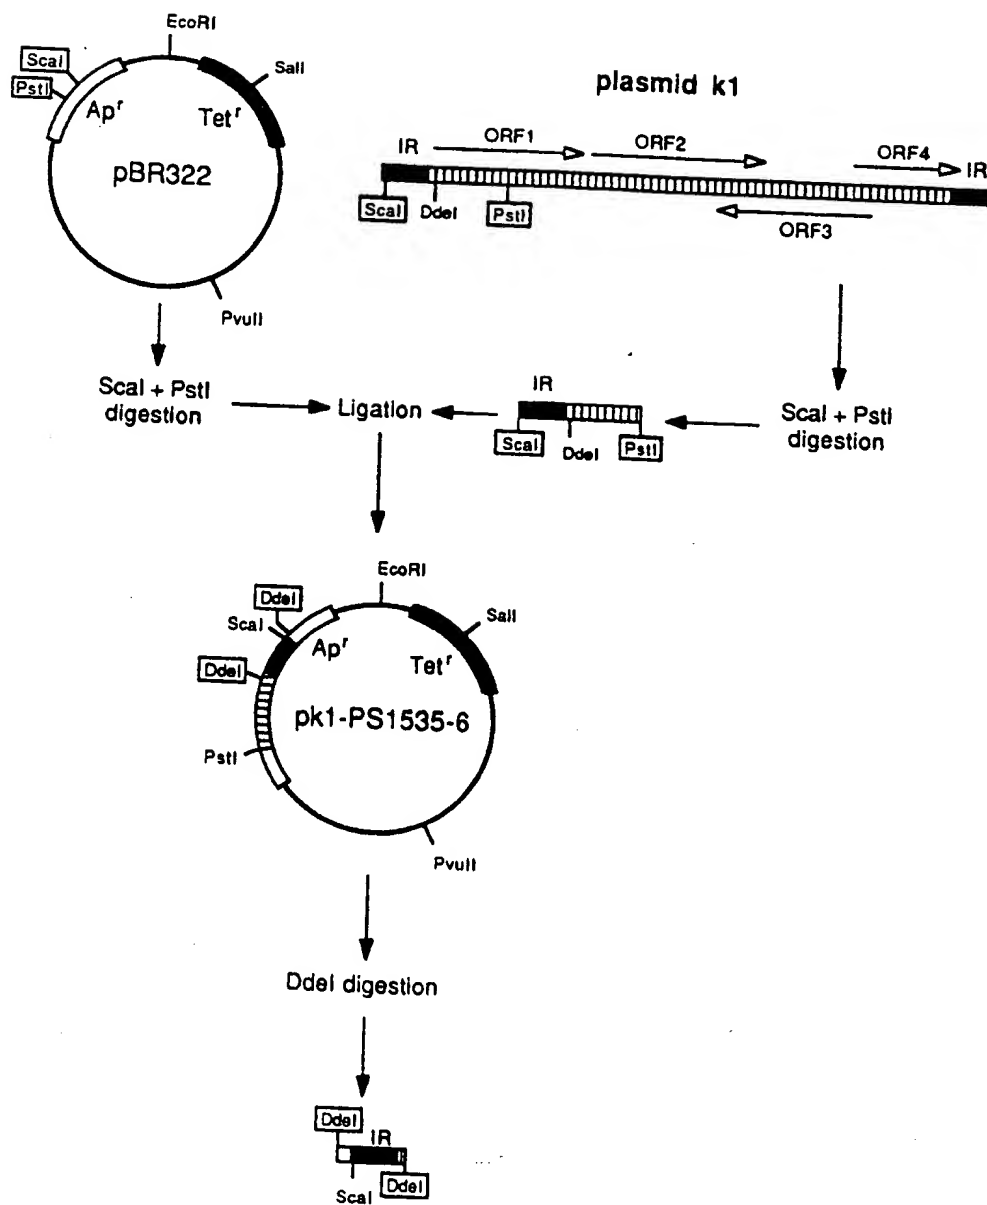 EcoRI
ScaI
PstI
SalI
Apʳ
Tetʳ
pBR322
PvuII
plasmid k1
IR
ORF1
ORF2
ORF4
IR
ScaI
DdeI
PstI
ORF3
ScaI + PstI
digestion
Ligation
IR
ScaI
DdeI
PstI
ScaI + PstI
digestion
EcoRI
DdeI
ScaI
SalI
Apʳ
Tetʳ
DdeI
pk1-PS1535-6
PstI
PvuII
DdeI digestion
DdeI
IR
ScaI
DdeI